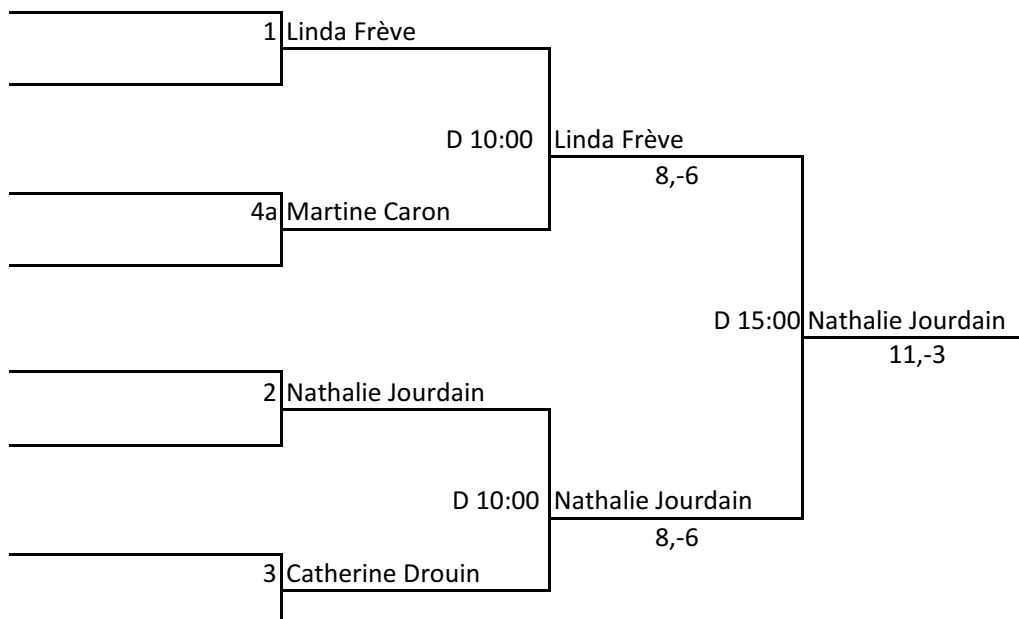 1 Linda Frève
D 10:00 Linda Frève
8,-6
4a Martine Caron
D 15:00 Nathalie Jourdain
11,-3
2 Nathalie Jourdain
D 10:00 Nathalie Jourdain
8,-6
3 Catherine Drouin